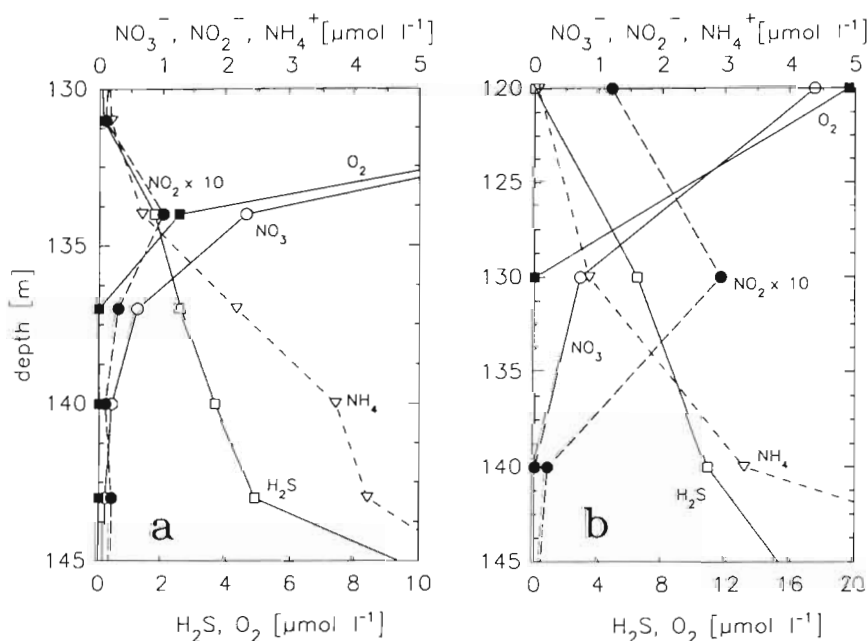 NO₃⁻, NO₂⁻, NH₄⁺ [µmol l⁻¹]
0 1 2 3 4 5
130
135
140
145
depth [m]
O₂
NO₂ x 10
NO₃
NH₄
H₂S
a
0 2 4 6 8 10
H₂S, O₂ [µmol l⁻¹]
NO₃⁻, NO₂⁻, NH₄⁺ [µmol l⁻¹]
0 1 2 3 4 5
120
125
130
135
140
145
O₂
NO₂ x 10
NO₃
NH₄
H₂S
b
0 4 8 12 16 20
H₂S, O₂ [µmol l⁻¹]